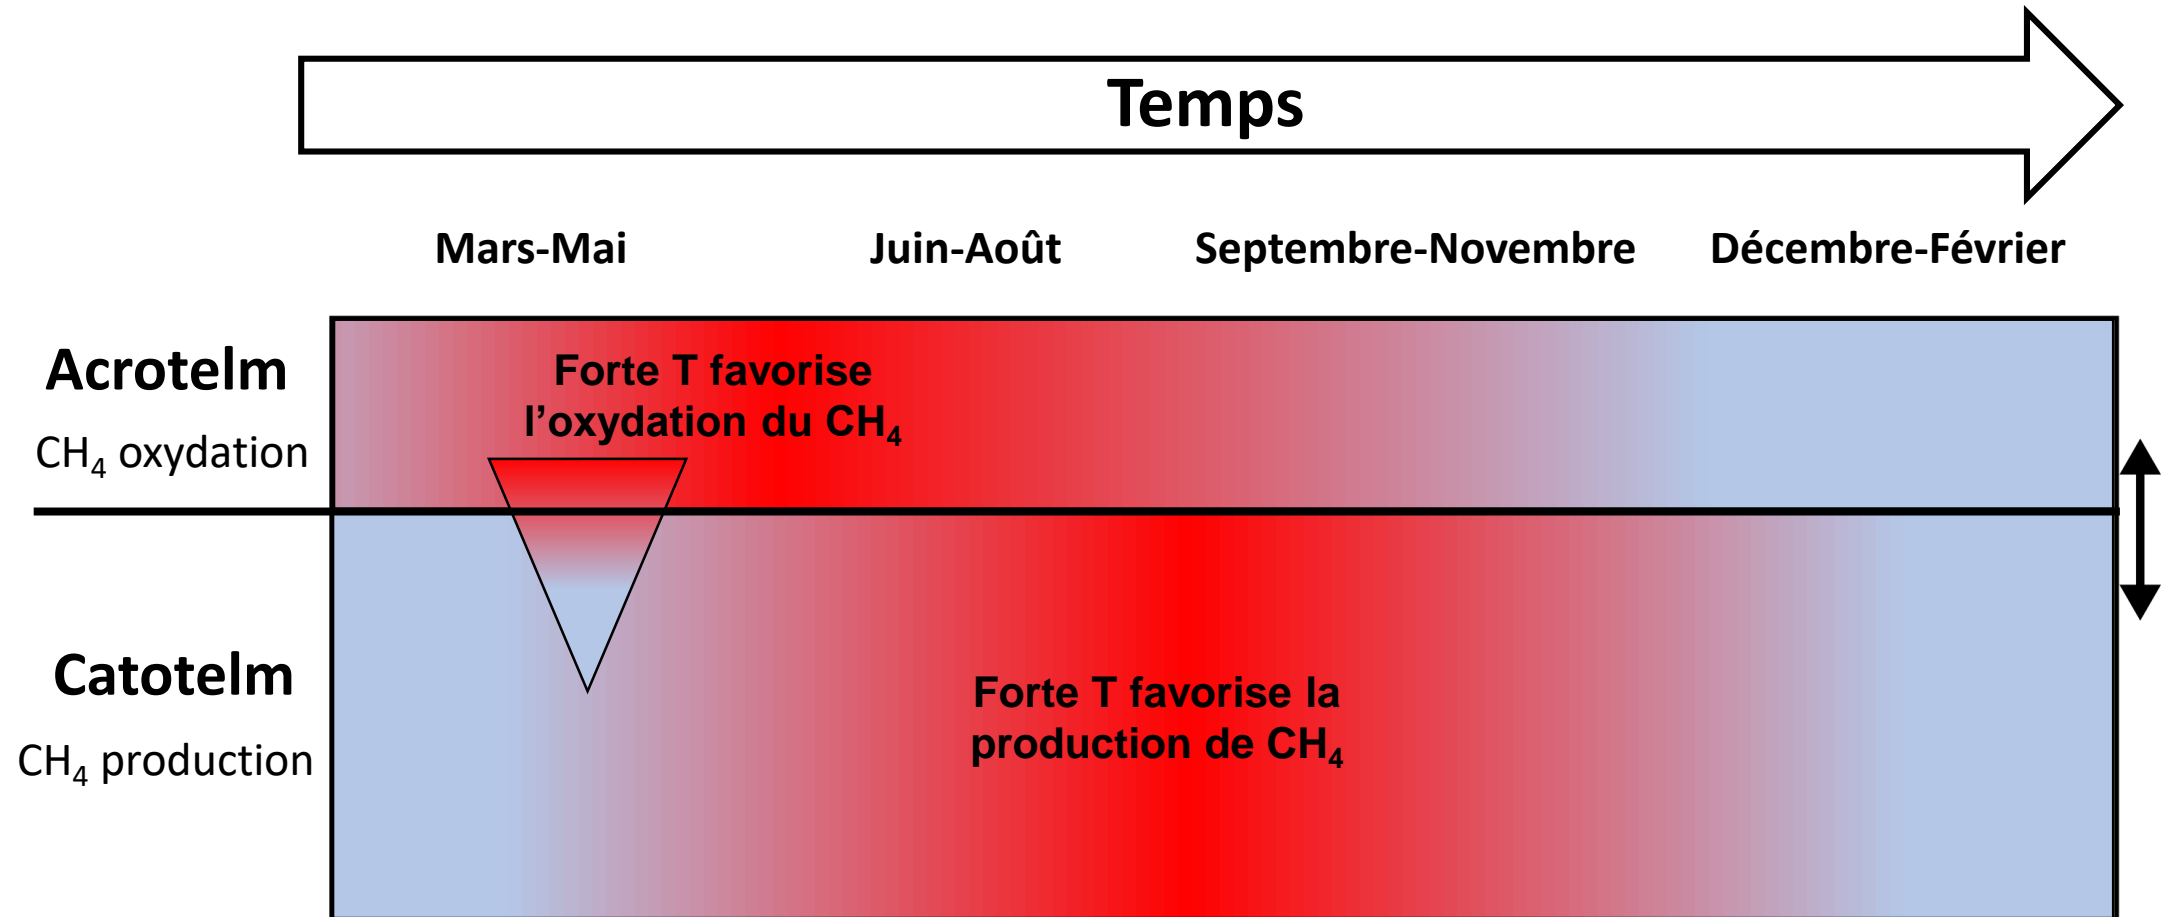 Temps
Mars-Mai
Juin-Août
Septembre-Novembre
Décembre-Février
Acrotelm
CH₄ oxydation
Forte T favorise
l’oxydation du CH₄
Catotelm
CH₄ production
Forte T favorise la
production de CH₄